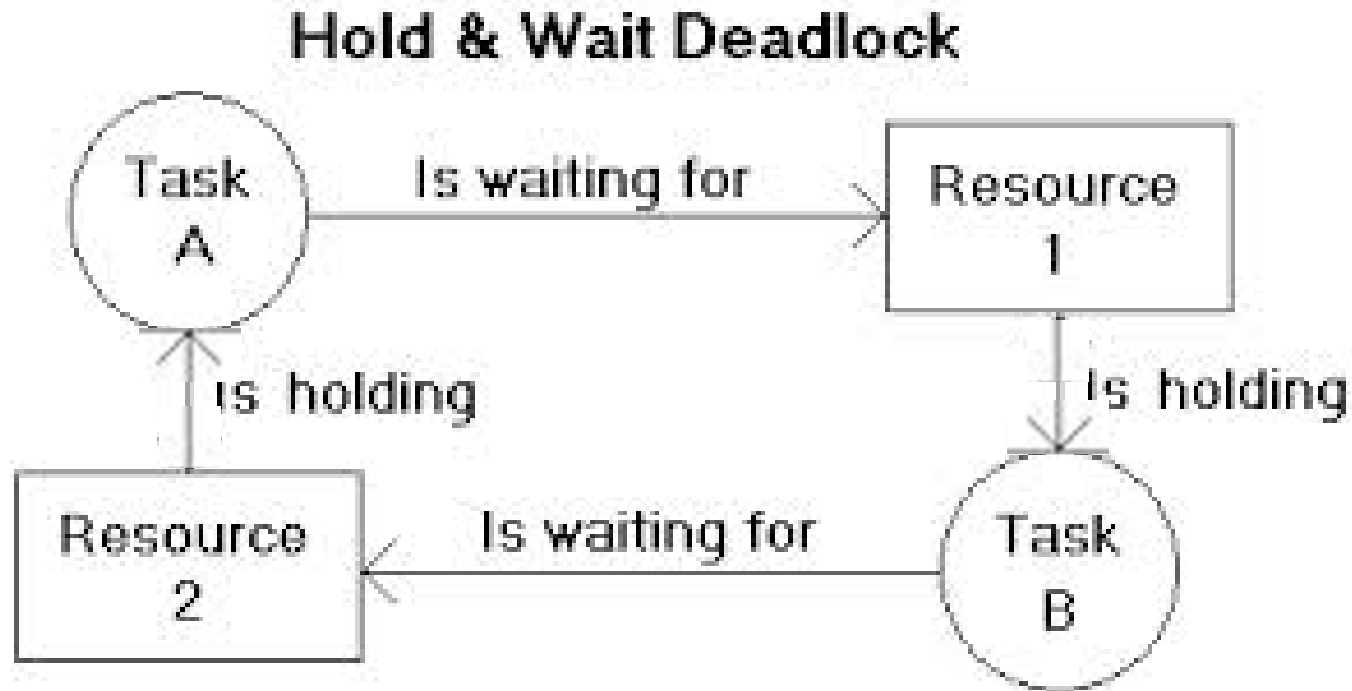 Hold & Wait Deadlock
Task
A
Is waiting for
Resource
1
Is holding
Is holding
Resource
2
Is waiting for
Task
B